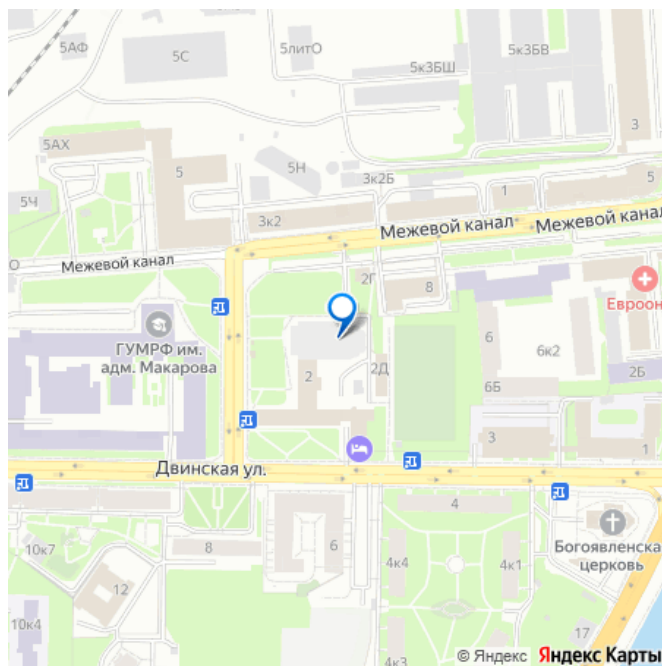 5АФ
5С
5литО
5к3БВ
5к3БШ
3
5АХ
5
5Н
3к2Б
1
5
5Ч
3к2
Межевой канал
Межевой канал
Межевой канал
О
2Г
8
Евроон
ГУМРФ им.
адм. Макарова
6
6к2
2
2Д
6Б
2Б
3
1
Двинская ул.
4
10к7
8
6
Богоявленска
церковь
12
4к4
4к1
10к4
17
© Яндекс Яндекс Карты